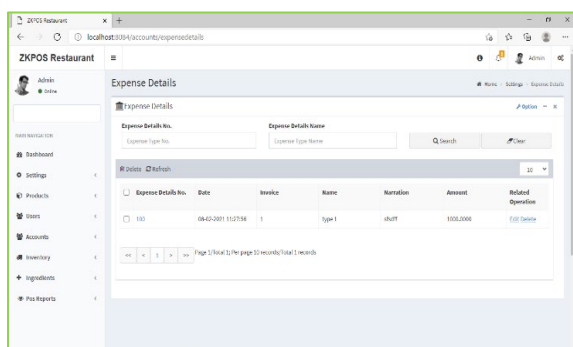 ZKPOS Restaurant
localhost:8084/accounts/expensedetails
ZKPOS Restaurant
Admin
Admin
Online
Expense Details
Home
Settings
Expense Details
Expense Details
Option
Expense Details No.
Expense Details Name
Expense Type No.
Expense Type Name
Search
Clear
MAIN NAVIGATION
Dashboard
Settings
Products
Users
Accounts
Inventory
Ingredients
Pos Reports
Delete Refresh
10
Expense Details No. Date Invoice Name Narration Amount Related Operation
100 08-02-2021 11:27:56 1 type 1 1000.0000 Edit Delete
<< < 1 > >> Page 1/Total 1; Per page 10 records/Total 1 records